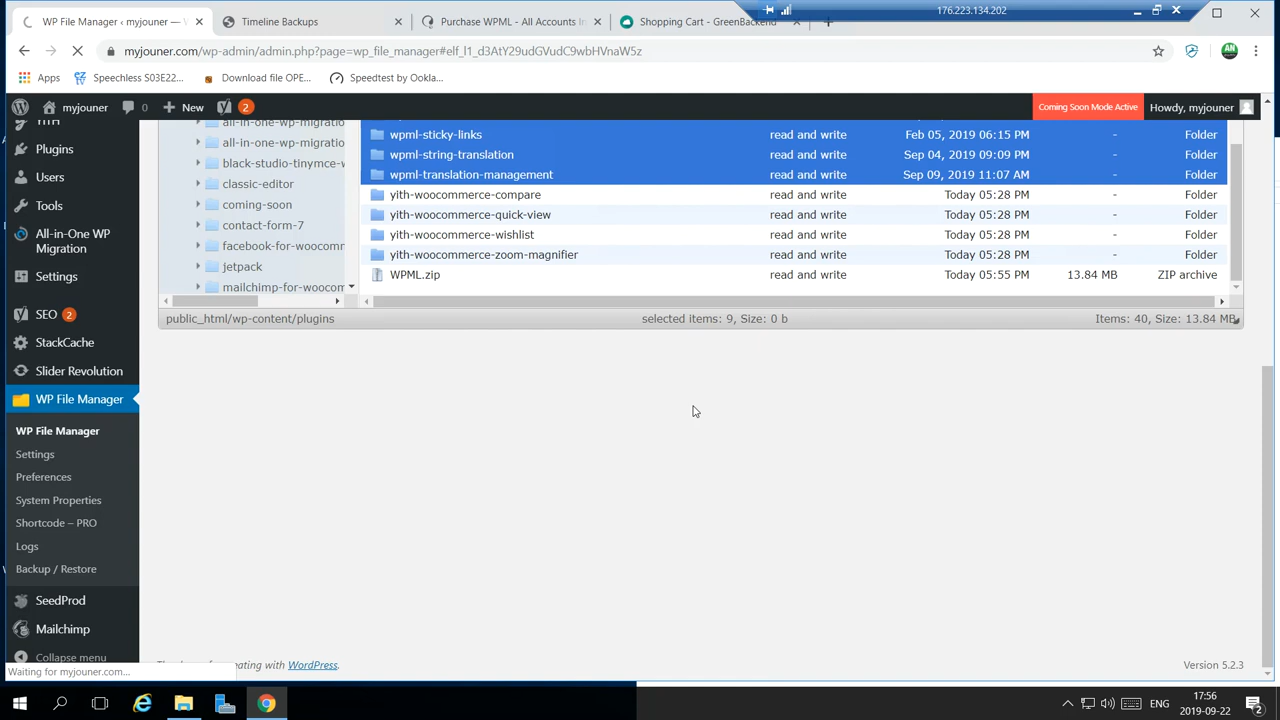 176.223.134.202
WP File Manager ‹ myjouner —
Timeline Backups
Purchase WPML - All Accounts In
Shopping Cart - GreenBackend
myjouner.com/wp-admin/admin.php?page=wp_file_manager#elf_l1_d3AtY29udGVudC9wbHVnaW5z
Apps
Speechless S03E22...
Download file OPE...
Speedtest by Ookla...
myjouner 0 New 2
Coming Soon Mode Active Howdy, myjouner
YITH
Plugins
Users
Tools
All-in-One WP Migration
Settings
SEO 2
StackCache
Slider Revolution
WP File Manager
WP File Manager
Settings
Preferences
System Properties
Shortcode – PRO
Logs
Backup / Restore
SeedProd
Mailchimp
Collapse menu
all-in-one-wp-migration
all-in-one-wp-migration
black-studio-tinymce-w
classic-editor
coming-soon
contact-form-7
facebook-for-woocomm
jetpack
mailchimp-for-woocom
wpml-sticky-links read and write Feb 05, 2019 06:15 PM - Folder
wpml-string-translation read and write Sep 04, 2019 09:09 PM - Folder
wpml-translation-management read and write Sep 09, 2019 11:07 AM - Folder
yith-woocommerce-compare read and write Today 05:28 PM - Folder
yith-woocommerce-quick-view read and write Today 05:28 PM - Folder
yith-woocommerce-wishlist read and write Today 05:28 PM - Folder
yith-woocommerce-zoom-magnifier read and write Today 05:28 PM - Folder
WPML.zip read and write Today 05:55 PM 13.84 MB ZIP archive
public_html/wp-content/plugins selected items: 9, Size: 0 b Items: 40, Size: 13.84 MB
with WordPress.
Version 5.2.3
Waiting for myjouner.com...
ENG
17:56
2019-09-22
2